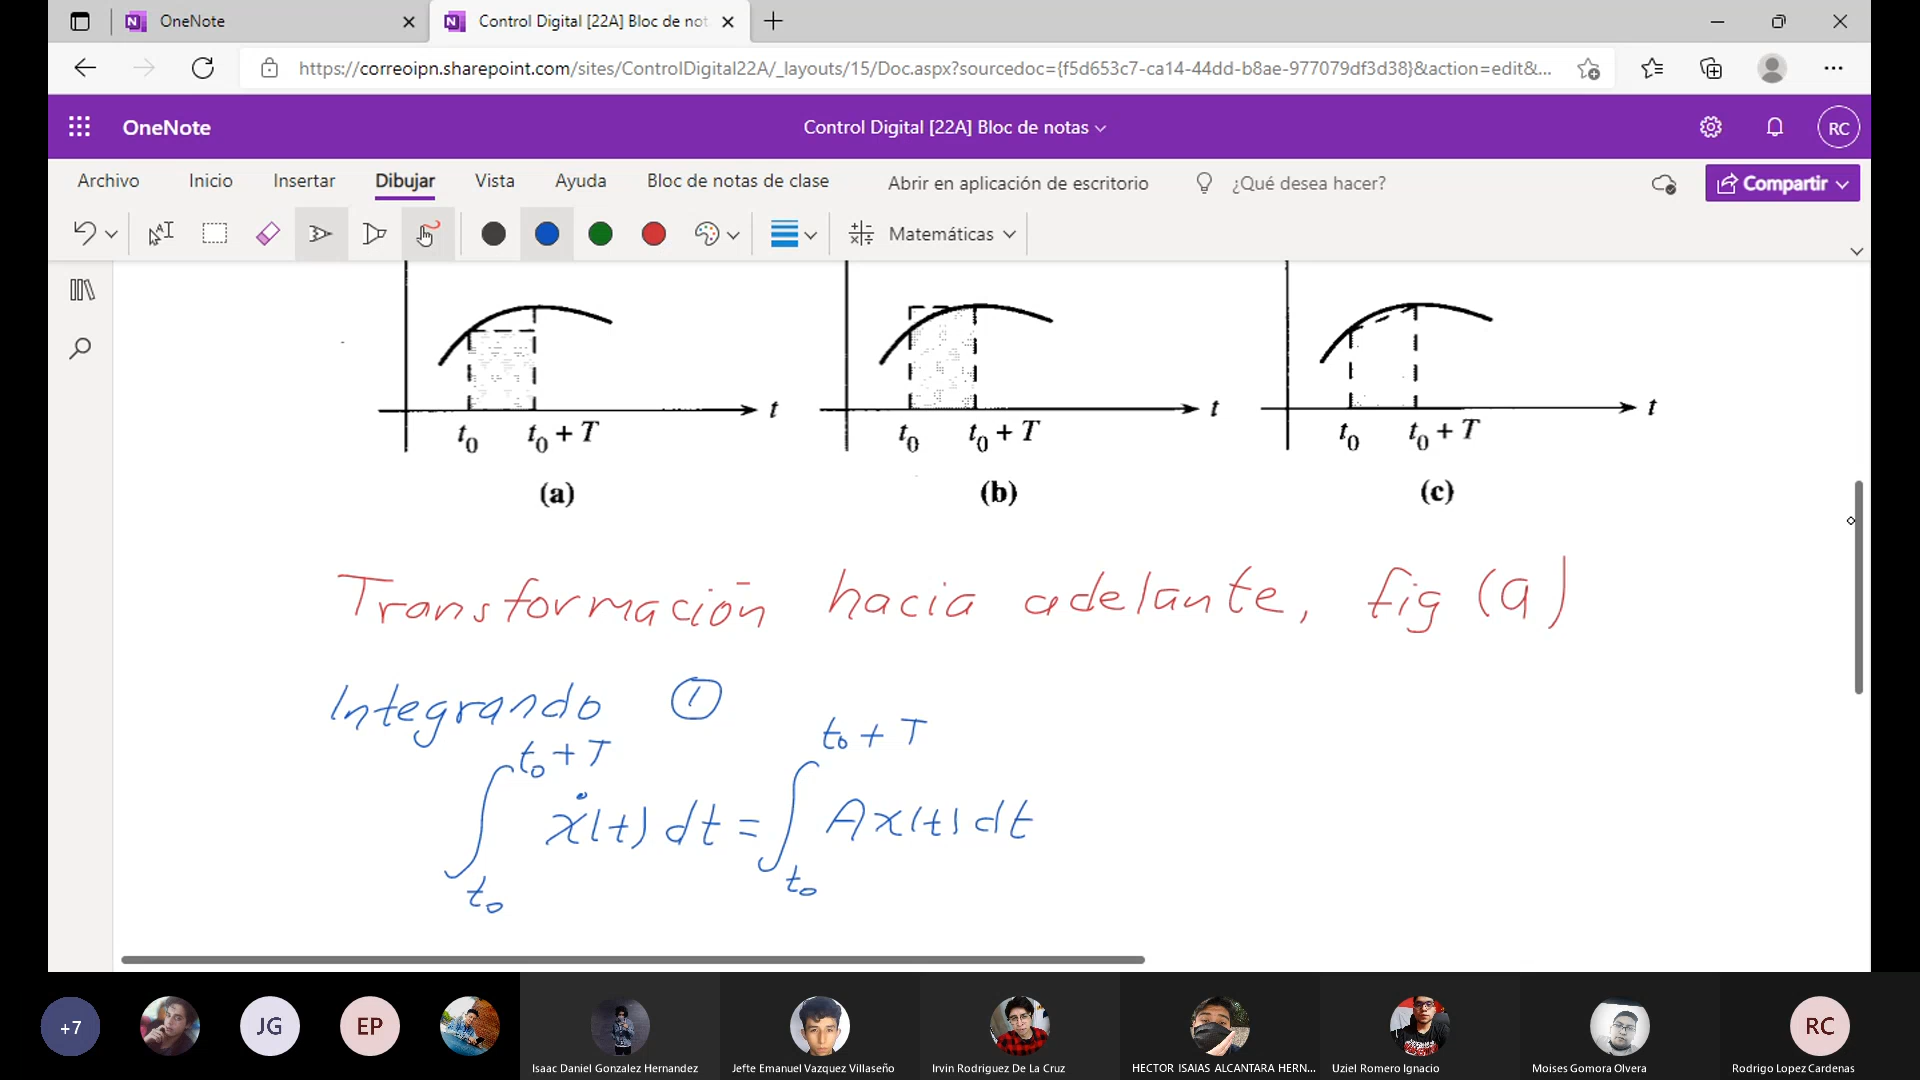 OneNote
Control Digital [22A] Bloc de not
https://correoipn.sharepoint.com/sites/ControlDigital22A/_layouts/15/Doc.aspx?sourcedoc={f5d653c7-ca14-44dd-b8ae-977079df3d38}&action=edit&...
OneNote
Control Digital [22A] Bloc de notas
RC
Archivo Inicio Insertar Dibujar Vista Ayuda Bloc de notas de clase Abrir en aplicación de escritorio ¿Qué desea hacer? Compartir
Matemáticas
t t t
t0 t0 + T t0 t0 + T t0 t0 + T
(a) (b) (c)
Transformación hacia adelante, fig (a)
Integrando ①
∫_{t0}^{t0+T} ẋ(t) dt = ∫_{t0}^{t0+T} Ax(t) dt
+7 JG EP RC
Isaac Daniel Gonzalez Hernandez
Jefte Emanuel Vazquez Villaseño
Irvin Rodriguez De La Cruz
HECTOR ISAIAS ALCANTARA HERN...
Uziel Romero Ignacio
Moises Gomora Olvera
Rodrigo Lopez Cardenas